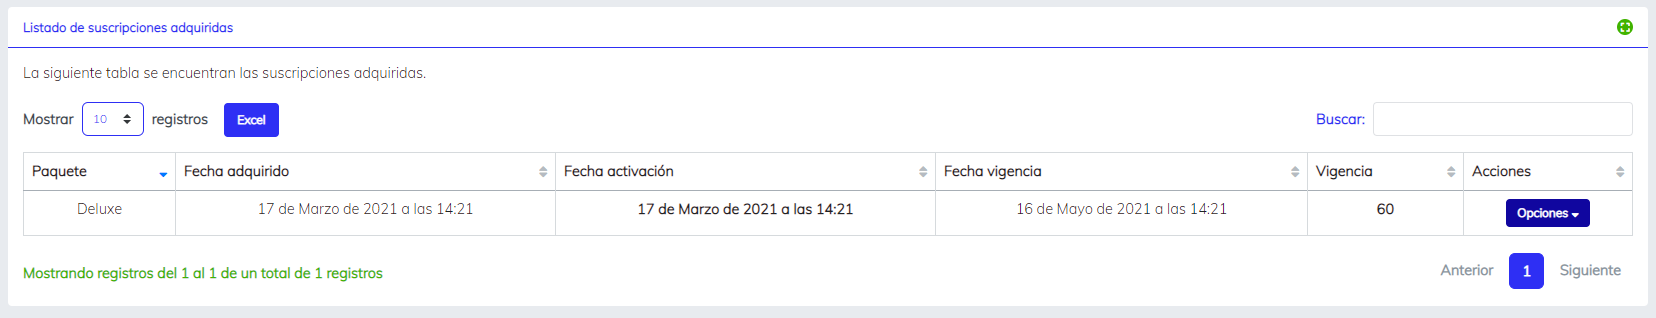 Listado de suscripciones adquiridas
La siguiente tabla se encuentran las suscripciones adquiridas.
Mostrar 10 registros Excel Buscar:
Paquete Fecha adquirido Fecha activación Fecha vigencia Vigencia Acciones
Deluxe 17 de Marzo de 2021 a las 14:21 17 de Marzo de 2021 a las 14:21 16 de Mayo de 2021 a las 14:21 60 Opciones
Mostrando registros del 1 al 1 de un total de 1 registros Anterior 1 Siguiente